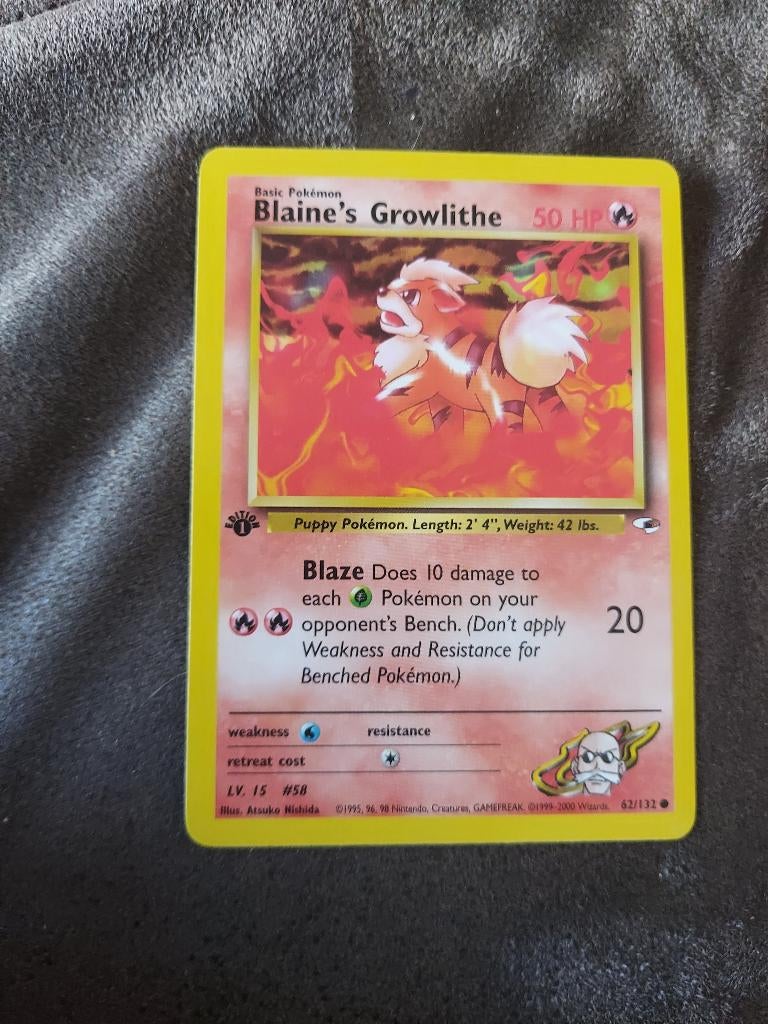 Basic Pokémon
Blaine's Growlithe 50 HP
EDITION
1
Puppy Pokémon. Length: 2' 4", Weight: 42 lbs.
Blaze Does 10 damage to
each Pokémon on your
opponent's Bench. (Don't apply
Weakness and Resistance for
Benched Pokémon.)
20
weakness resistance
retreat cost
LV. 15 #58
Illus. Atsuko Nishida ©1995, 96, 98 Nintendo, Creatures, GAMEFREAK. ©1999-2000 Wizards. 62/132